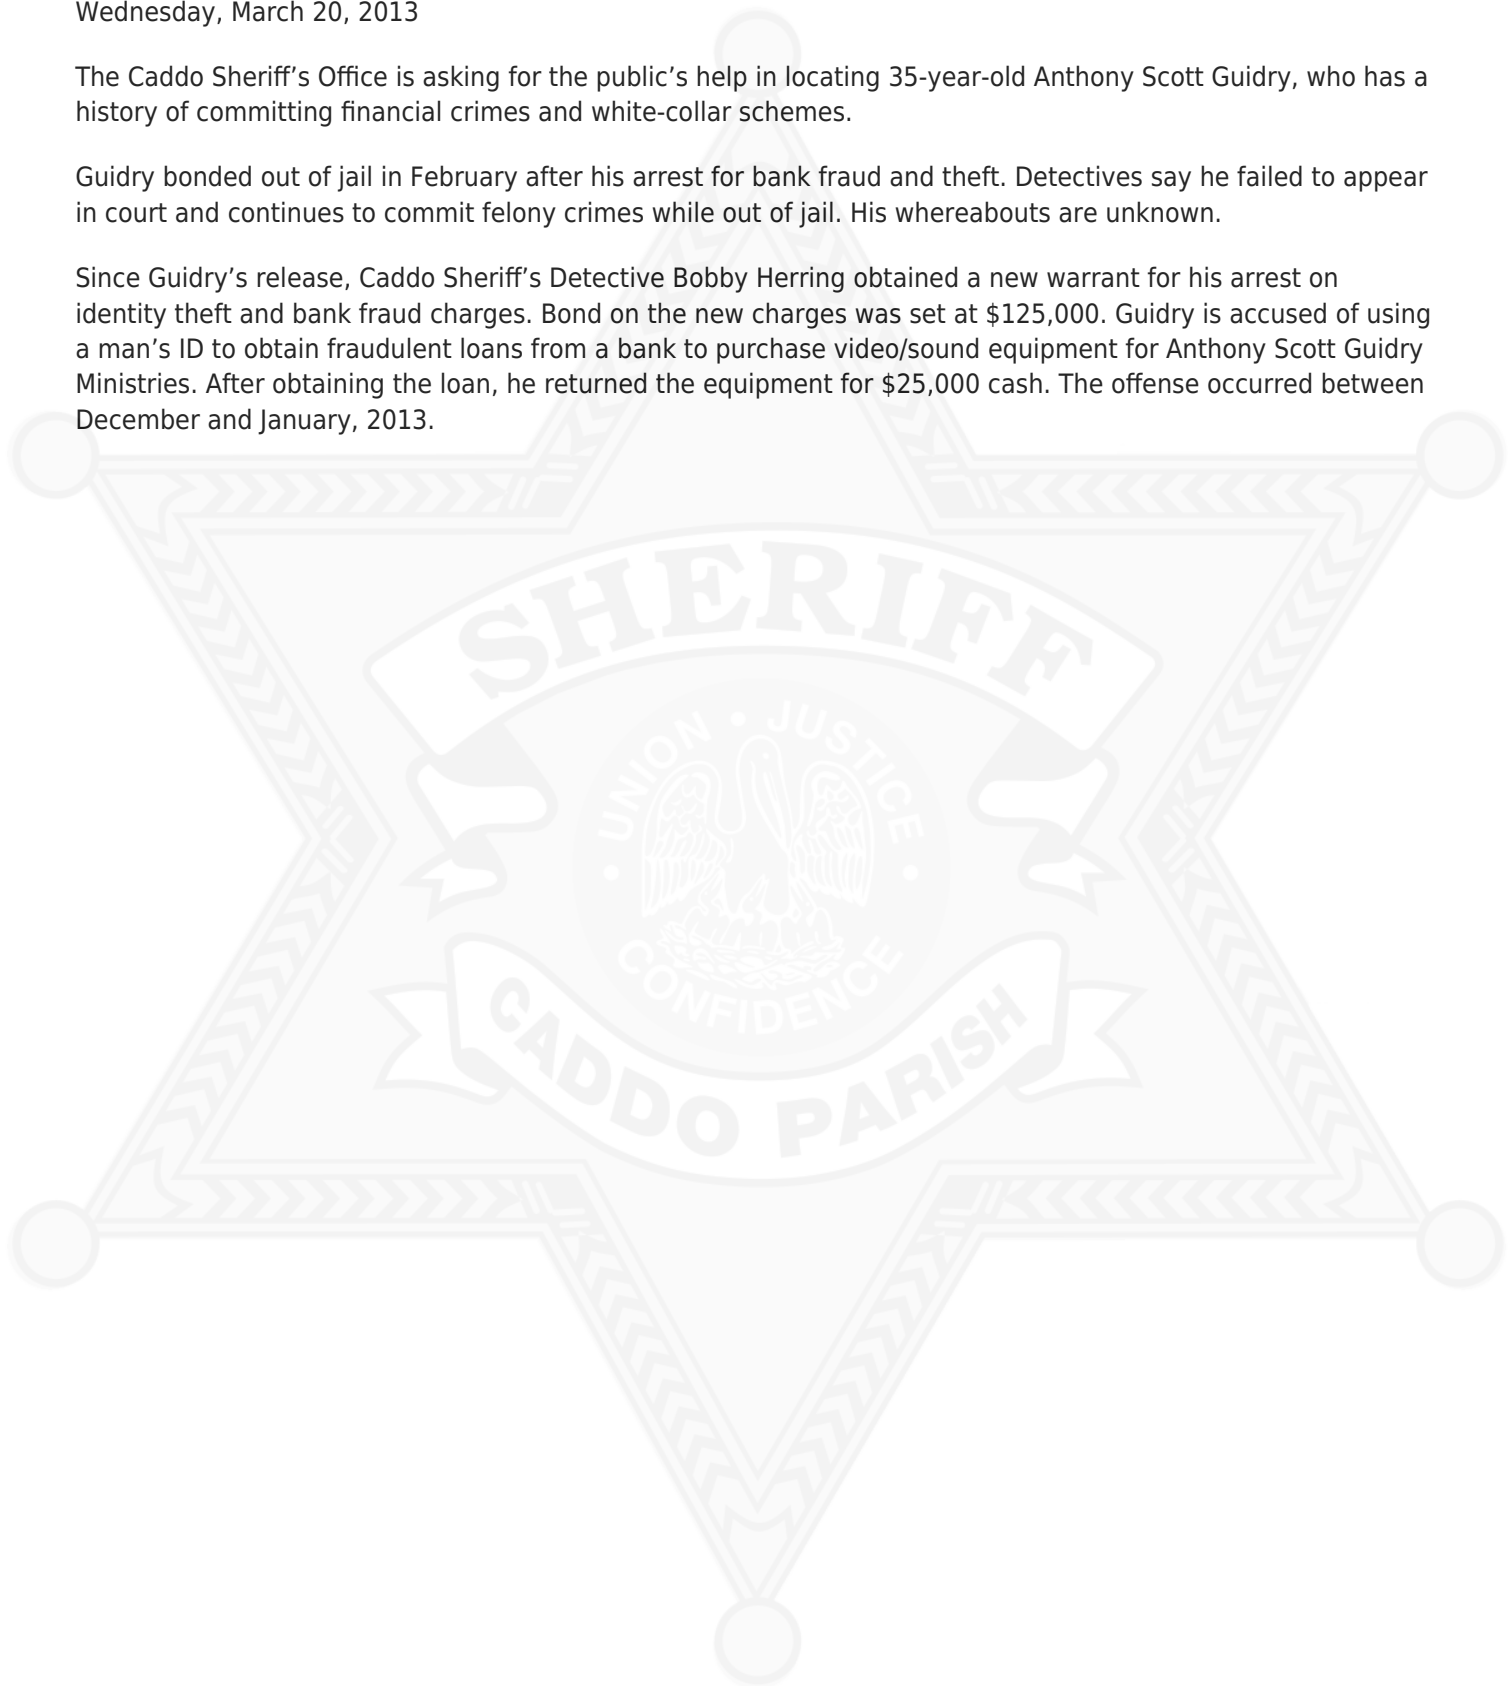 Wednesday, March 20, 2013
The Caddo Sheriff’s Office is asking for the public’s help in locating 35-year-old Anthony Scott Guidry, who has a
history of committing financial crimes and white-collar schemes.
Guidry bonded out of jail in February after his arrest for bank fraud and theft. Detectives say he failed to appear
in court and continues to commit felony crimes while out of jail. His whereabouts are unknown.
Since Guidry’s release, Caddo Sheriff’s Detective Bobby Herring obtained a new warrant for his arrest on
identity theft and bank fraud charges. Bond on the new charges was set at $125,000. Guidry is accused of using
a man’s ID to obtain fraudulent loans from a bank to purchase video/sound equipment for Anthony Scott Guidry
Ministries. After obtaining the loan, he returned the equipment for $25,000 cash. The offense occurred between
December and January, 2013.
SHERIFF
UNION • JUSTICE
• CONFIDENCE •
CADDO PARISH